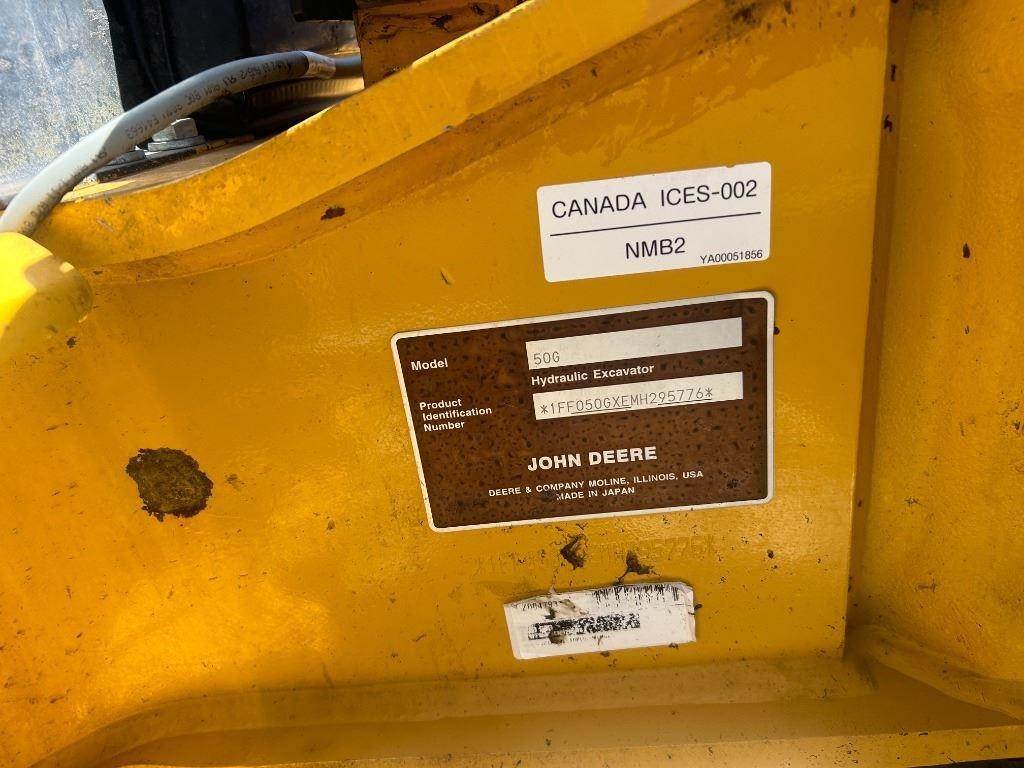 CANADA ICES-002
NMB2
YA00051856
Model
50G
Hydraulic Excavator
Product
Identification
Number
*1FF050GXEMH295776*
JOHN DEERE
DEERE & COMPANY MOLINE, ILLINOIS, USA
MADE IN JAPAN